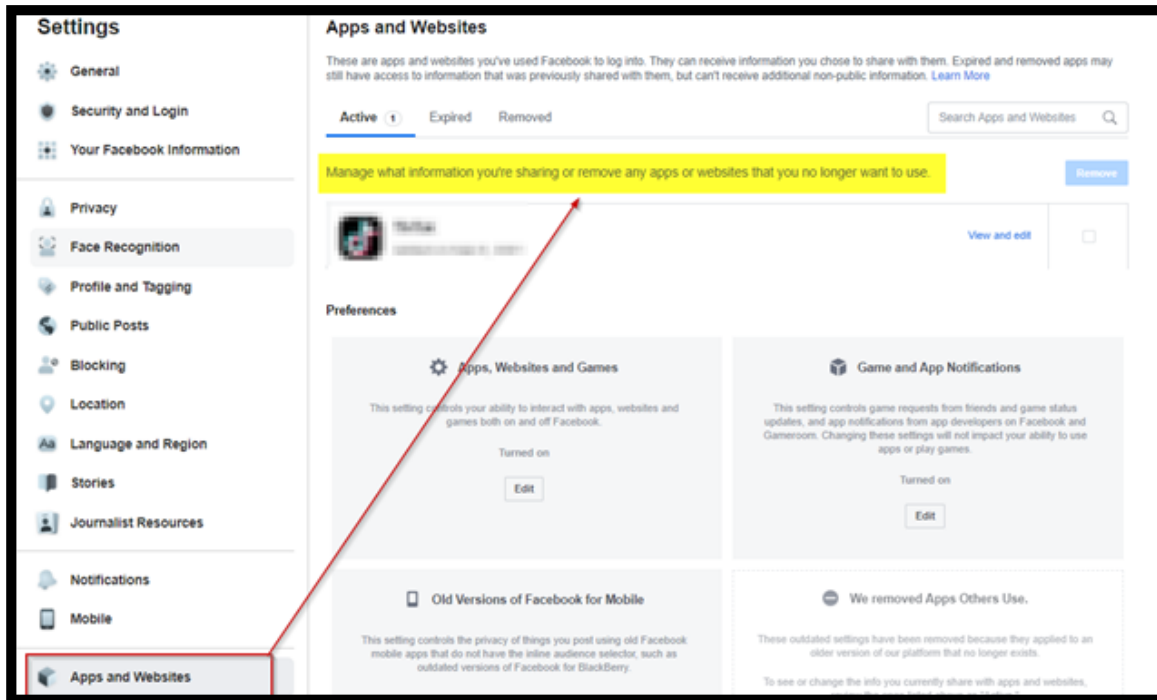 Settings
General
Security and Login
Your Facebook Information
Privacy
Face Recognition
Profile and Tagging
Public Posts
Blocking
Location
Aa Language and Region
Stories
Journalist Resources
Notifications
Mobile
Apps and Websites
Apps and Websites
These are apps and websites you've used Facebook to log into. They can receive information you chose to share with them. Expired and removed apps may
still have access to information that was previously shared with them, but can't receive additional non-public information. Learn More
Active 1 Expired Removed
Search Apps and Websites
Manage what information you're sharing or remove any apps or websites that you no longer want to use.
Remove
View and edit
Preferences
Apps, Websites and Games
This setting controls your ability to interact with apps, websites and
games both on and off Facebook.
Turned on
Edit
Game and App Notifications
This setting controls game requests from friends and game status
updates, and app notifications from app developers on Facebook and
Gameroom. Changing these settings will not impact your ability to use
apps or play games.
Turned on
Edit
Old Versions of Facebook for Mobile
This setting controls the privacy of things you post using old Facebook
mobile apps that do not have the inline audience selector, such as
outdated versions of Facebook for BlackBerry.
We removed Apps Others Use.
These outdated settings have been removed because they applied to an
older version of our platform that no longer exists.
To see or change the info you currently share with apps and websites,